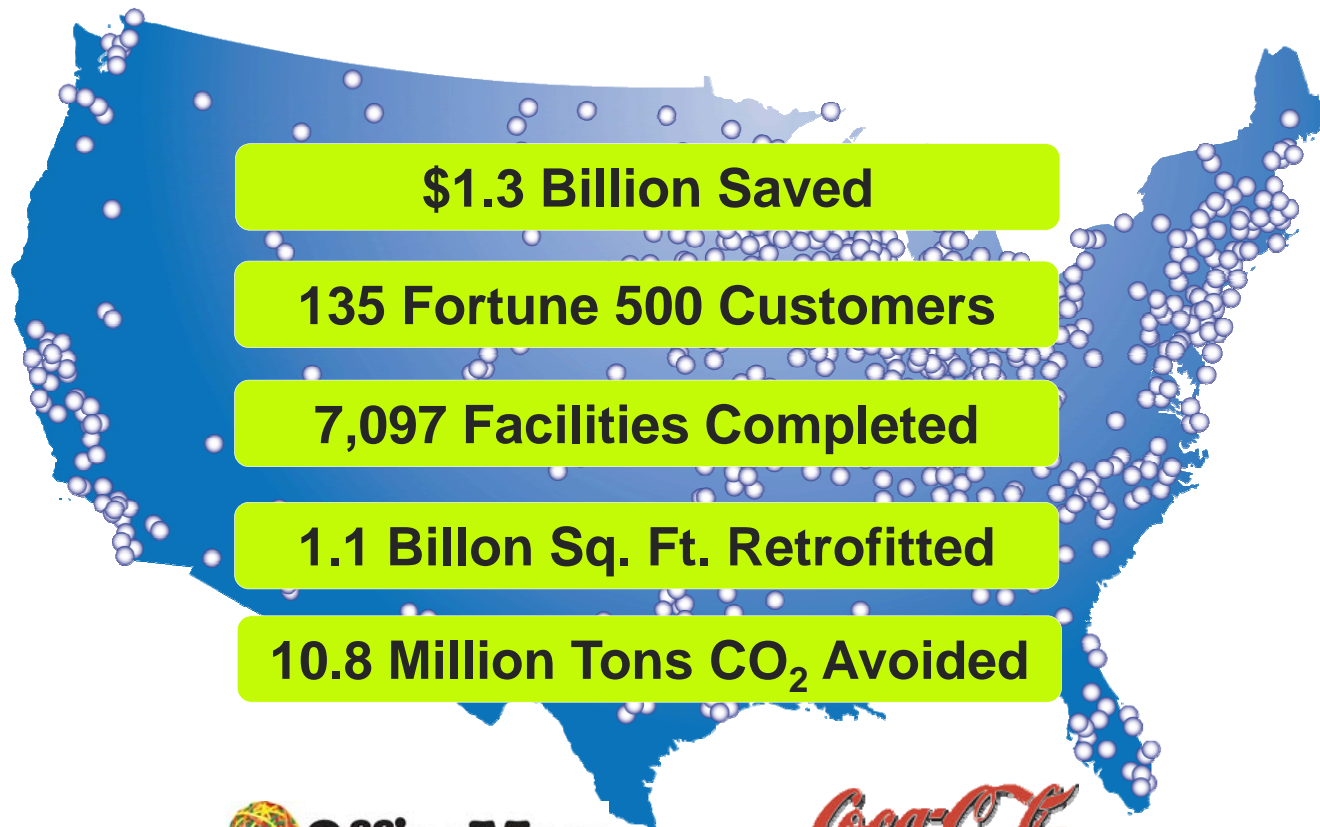 $1.3 Billion Saved
135 Fortune 500 Customers
7,097 Facilities Completed
1.1 Billon Sq. Ft. Retrofitted
10.8 Million Tons CO₂ Avoided